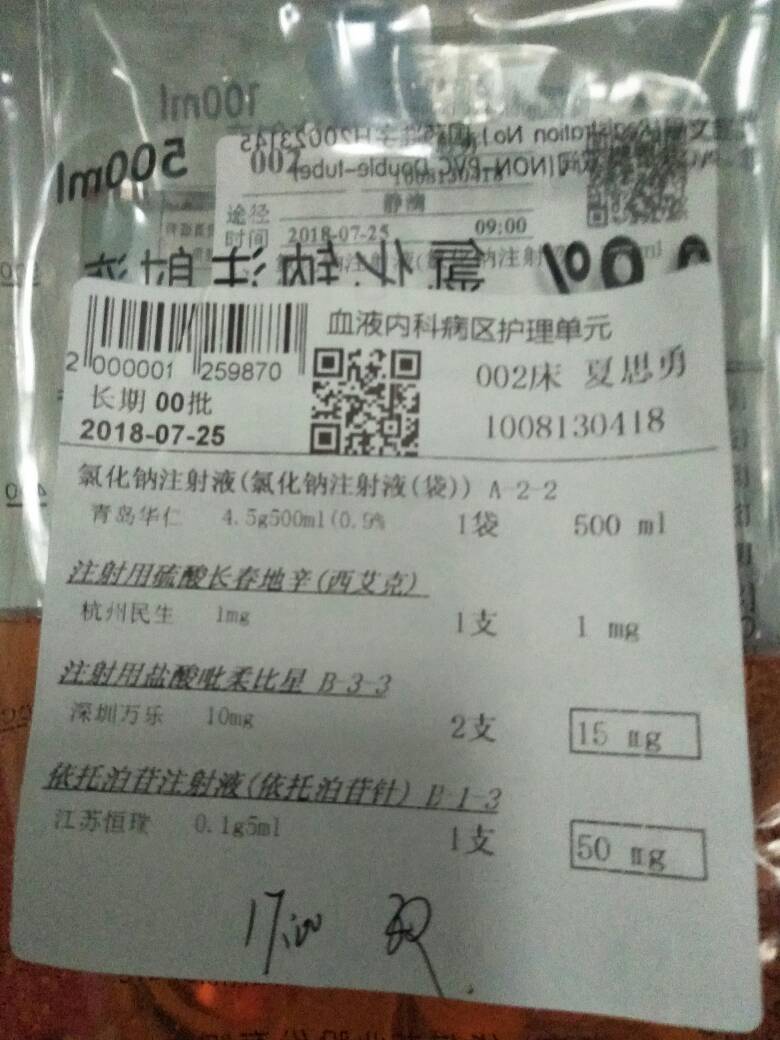 100ml
500ml
002
途径
静滴
时间 2018-07-25 09:00
血液内科病区护理单元
2 000001 259870
002床 夏思勇
长期 00批
1008130418
2018-07-25
氯化钠注射液(氯化钠注射液(袋)) A-2-2
青岛华仁 4.5g500ml(0.9% 1袋 500 ml
注射用硫酸长春地辛(西艾克)
杭州民生 1mg 1支 1 mg
注射用盐酸吡柔比星 B-3-3
深圳万乐 10mg 2支 15 mg
依托泊苷注射液(依托泊苷针) B-1-3
江苏恒瑞 0.1g5ml 1支 50 mg
17:00